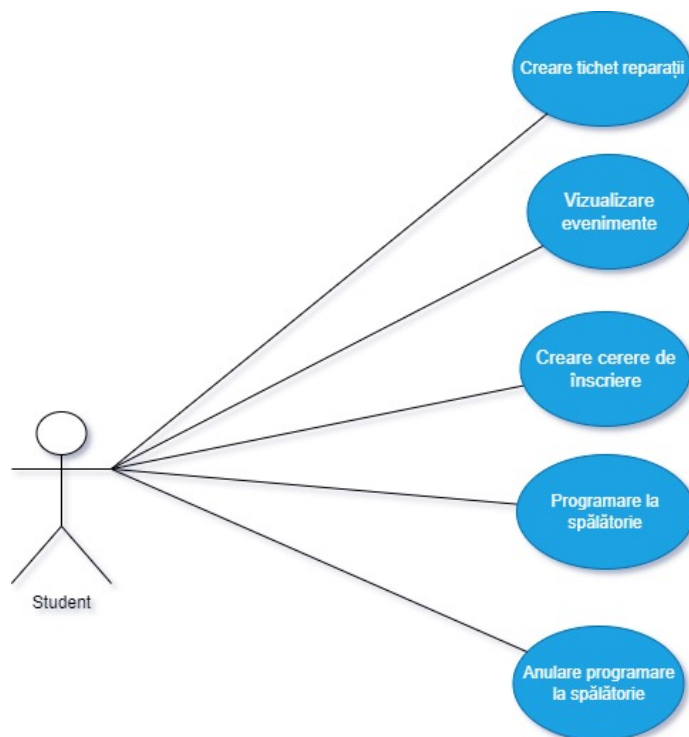 Creare tichet reparații
Vizualizare
evenimente
Creare cerere de
înscriere
Programare la
spălătorie
Student
Anulare programare
la spălătorie